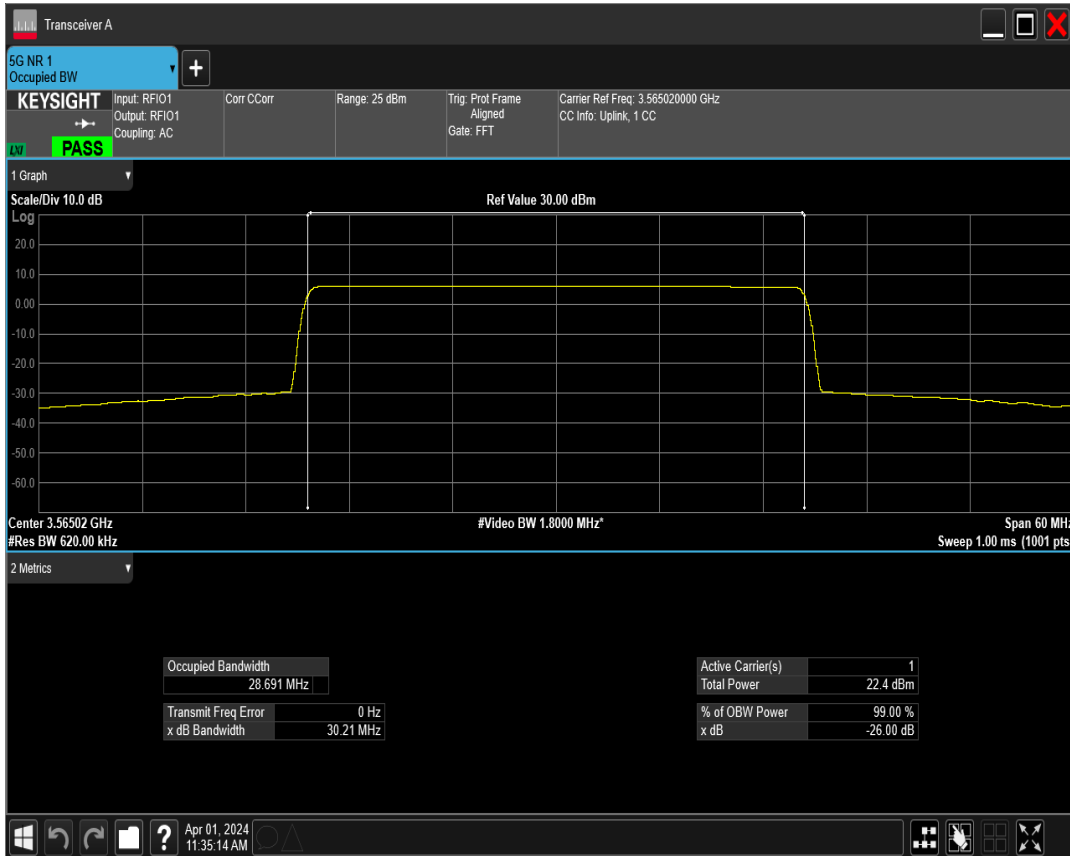 Transceiver A
5G NR 1
Occupied BW
+
KEYSIGHT
LXI
PASS
Input: RFIO1
Output: RFIO1
Coupling: AC
Corr CCorr
Range: 25 dBm
Trig: Prot Frame
Aligned
Gate: FFT
Carrier Ref Freq: 3.565020000 GHz
CC Info: Uplink, 1 CC
1 Graph
Scale/Div 10.0 dB
Ref Value 30.00 dBm
Log
20.0
10.0
0.00
-10.0
-20.0
-30.0
-40.0
-50.0
-60.0
Center 3.56502 GHz
#Video BW 1.8000 MHz*
Span 60 MHz
#Res BW 620.00 kHz
Sweep 1.00 ms (1001 pts
2 Metrics
Occupied Bandwidth
28.691 MHz
Transmit Freq Error 0 Hz
x dB Bandwidth 30.21 MHz
Active Carrier(s) 1
Total Power 22.4 dBm
% of OBW Power 99.00 %
x dB -26.00 dB
?
Apr 01, 2024
11:35:14 AM